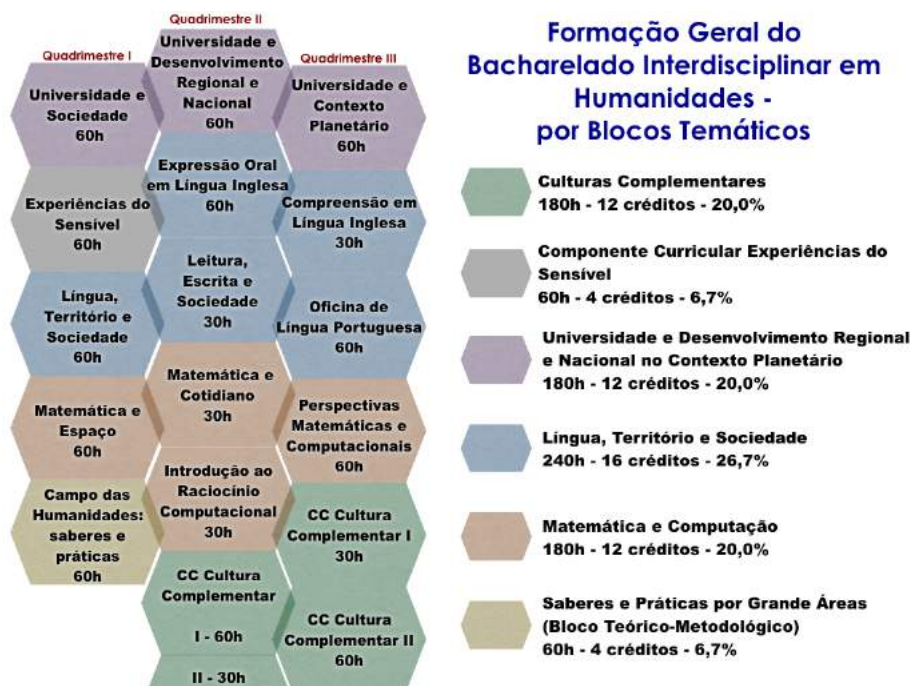 Quadrimestre I
Universidade e
Sociedade
60h
Experiências do
Sensível
60h
Língua,
Território e
Sociedade
60h
Matemática e
Espaço
60h
Campo das
Humanidades:
saberes e
práticas
60h
Quadrimestre II
Universidade e
Desenvolvimento
Regional e
Nacional
60h
Expressão Oral
em Língua Inglesa
60h
Leitura,
Escrita e
Sociedade
30h
Matemática e
Cotidiano
30h
Introdução ao
Raciocínio
Computacional
30h
CC Cultura
Complementar
I - 60h
II - 30h
Quadrimestre III
Universidade e
Contexto
Planetário
60h
Compreensão em
Língua Inglesa
30h
Oficina de
Língua Portuguesa
60h
Perspectivas
Matemáticas e
Computacionais
60h
CC Cultura
Complementar I
30h
CC Cultura
Complementar II
60h
Formação Geral do
Bacharelado Interdisciplinar em
Humanidades -
por Blocos Temáticos
Culturas Complementares
180h - 12 créditos - 20,0%
Componente Curricular Experiências do
Sensível
60h - 4 créditos - 6,7%
Universidade e Desenvolvimento Regional
e Nacional no Contexto Planetário
180h - 12 créditos - 20,0%
Língua, Território e Sociedade
240h - 16 créditos - 26,7%
Matemática e Computação
180h - 12 créditos - 20,0%
Saberes e Práticas por Grande Áreas
(Bloco Teórico-Metodológico)
60h - 4 créditos - 6,7%